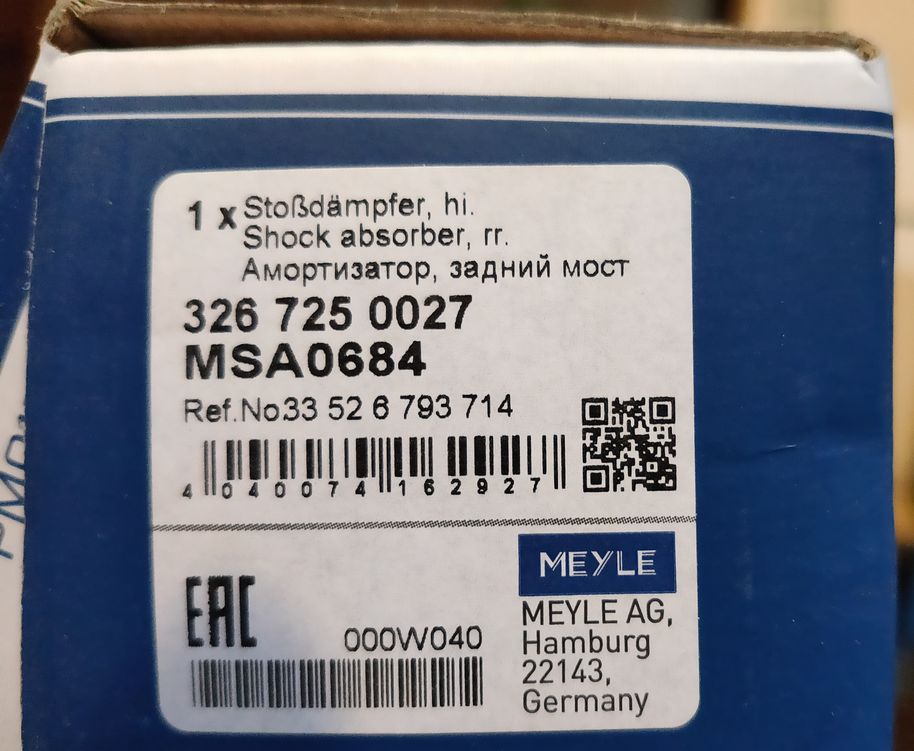 1 x Stoßdämpfer, hi.
Shock absorber, rr.
Амортизатор, задний мост
326 725 0027
MSA0684
Ref.No33 52 6 793 714
4 040074 162927
EAC
000W040
MEYLE
MEYLE AG,
Hamburg
22143,
Germany